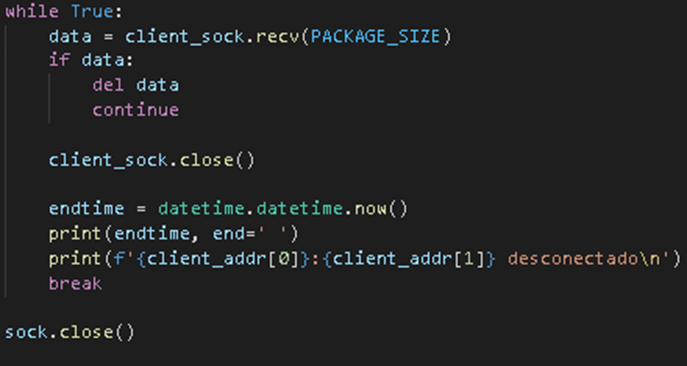 while True:
    data = client_sock.recv(PACKAGE_SIZE)
    if data:
        del data
        continue

    client_sock.close()

    endtime = datetime.datetime.now()
    print(endtime, end=' ')
    print(f'{client_addr[0]}:{client_addr[1]} desconectado\n')
    break

sock.close()